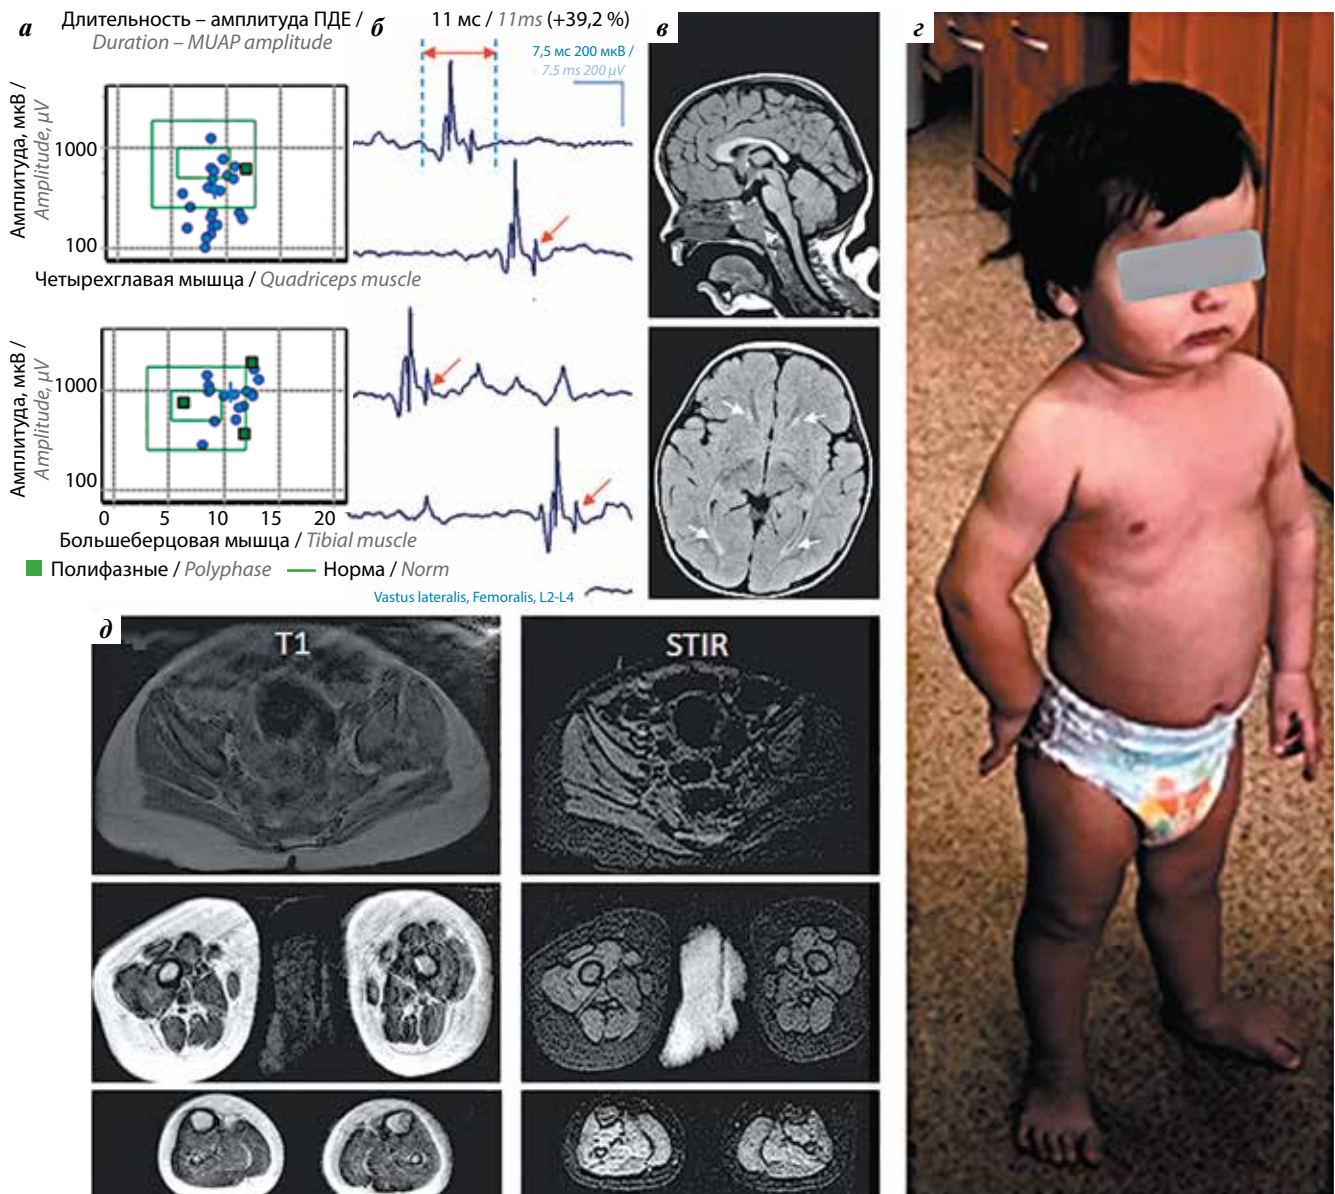 а
Длительность – амплитуда ПДЕ /
Duration – MUAP amplitude
Амплитуда, мкВ /
Amplitude, µV
1000
100
Четырехглавая мышца / Quadriceps muscle
Амплитуда, мкВ /
Amplitude, µV
1000
100
0 5 10 15 20
Большеберцовая мышца / Tibial muscle
Полифазные / Polyphase Норма / Norm
б
11 мс / 11ms (+39,2 %)
7,5 мс 200 мкВ /
7.5 ms 200 µV
Vastus lateralis, Femoralis, L2-L4
в
г
д
T1
STIR